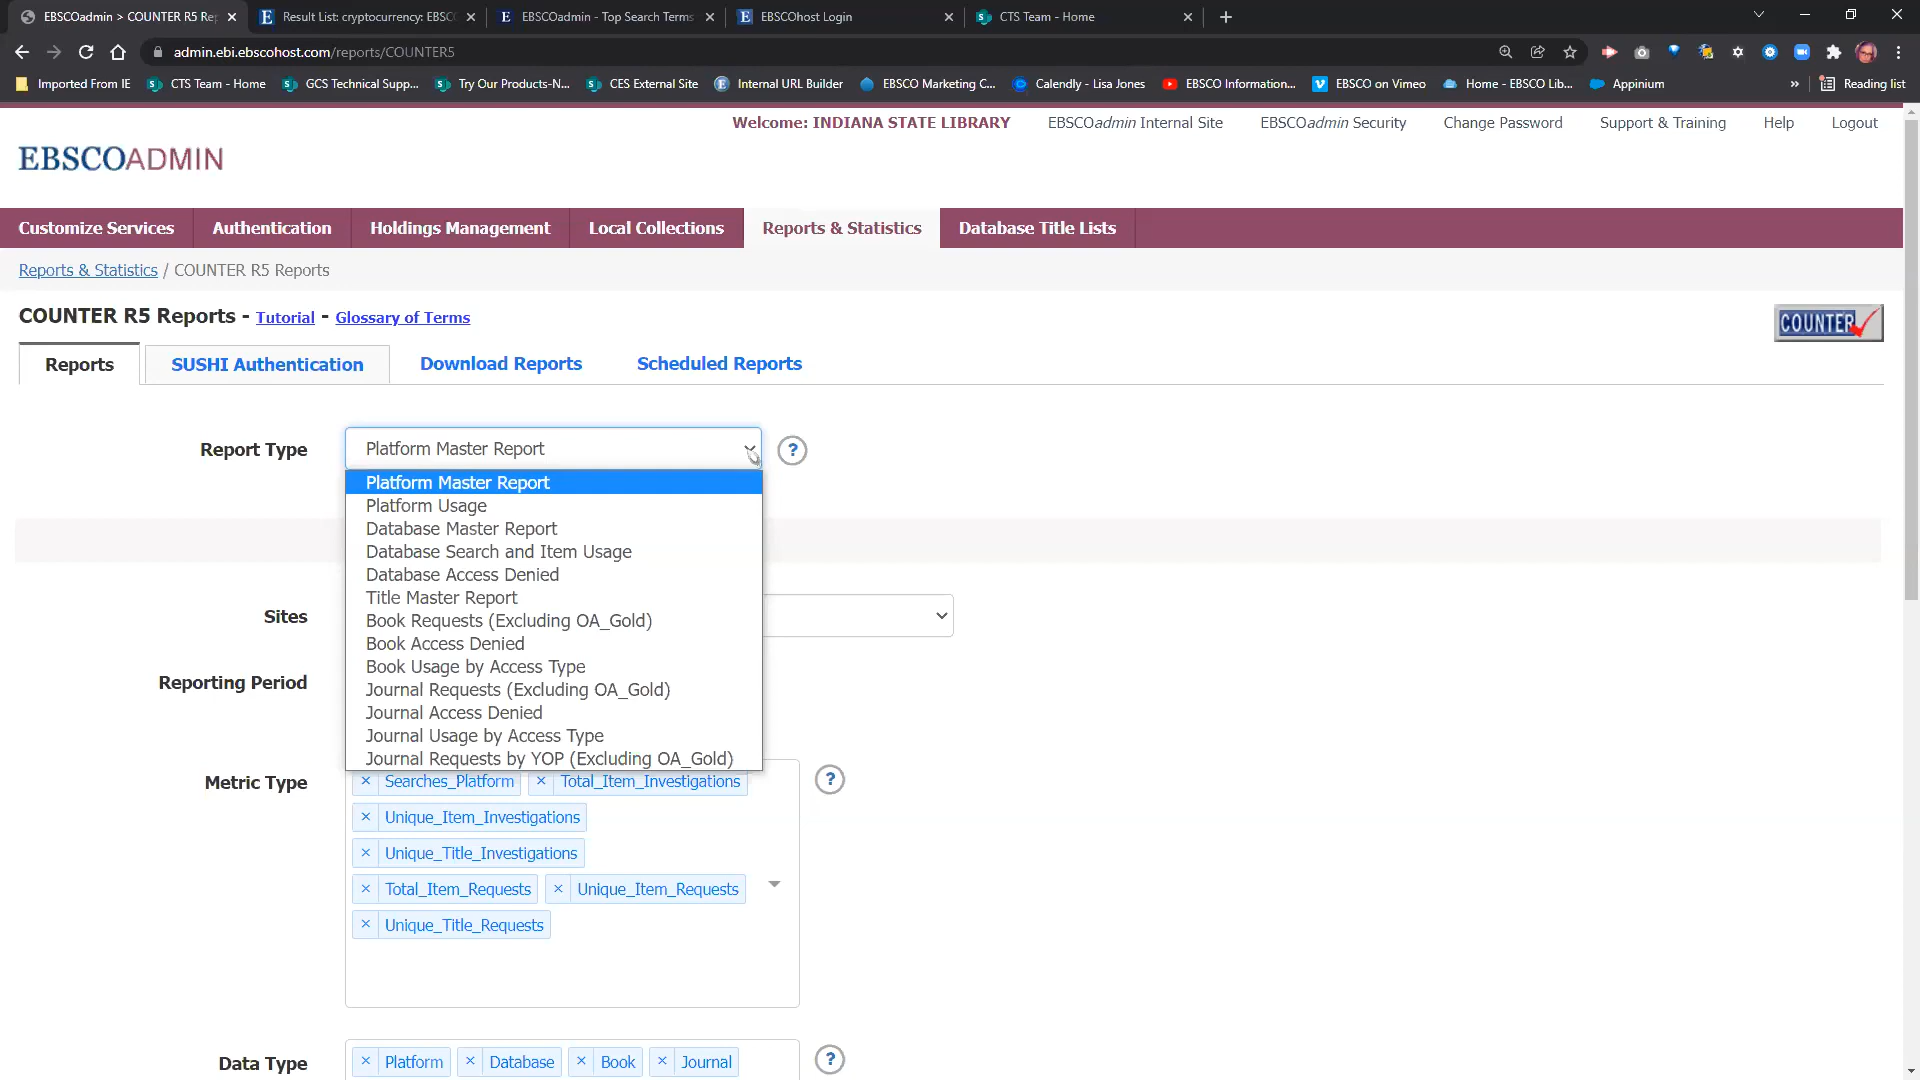 EBSCOadmin > COUNTER R5 Re
Result List: cryptocurrency: EBSC
EBSCOadmin - Top Search Terms
EBSCOhost Login
CTS Team - Home
admin.ebi.ebscohost.com/reports/COUNTER5
Imported From IE
CTS Team - Home
GCS Technical Supp...
Try Our Products-N...
CES External Site
Internal URL Builder
EBSCO Marketing C...
Calendly - Lisa Jones
EBSCO Information...
EBSCO on Vimeo
Home - EBSCO Lib...
Appinium
»
Reading list
Welcome: INDIANA STATE LIBRARY
EBSCOadmin Internal Site
EBSCOadmin Security
Change Password
Support & Training
Help
Logout
EBSCOADMIN
Customize Services
Authentication
Holdings Management
Local Collections
Reports & Statistics
Database Title Lists
Reports & Statistics / COUNTER R5 Reports
COUNTER R5 Reports - Tutorial - Glossary of Terms
COUNTER
Reports
SUSHI Authentication
Download Reports
Scheduled Reports
Report Type
Platform Master Report
?
Platform Master Report
Platform Usage
Database Master Report
Database Search and Item Usage
Database Access Denied
Title Master Report
Book Requests (Excluding OA_Gold)
Book Access Denied
Book Usage by Access Type
Journal Requests (Excluding OA_Gold)
Journal Access Denied
Journal Usage by Access Type
Journal Requests by YOP (Excluding OA_Gold)
Sites
Reporting Period
Metric Type
× Searches_Platform × Total_Item_Investigations
?
× Unique_Item_Investigations
× Unique_Title_Investigations
× Total_Item_Requests × Unique_Item_Requests
× Unique_Title_Requests
Data Type
× Platform × Database × Book × Journal
?